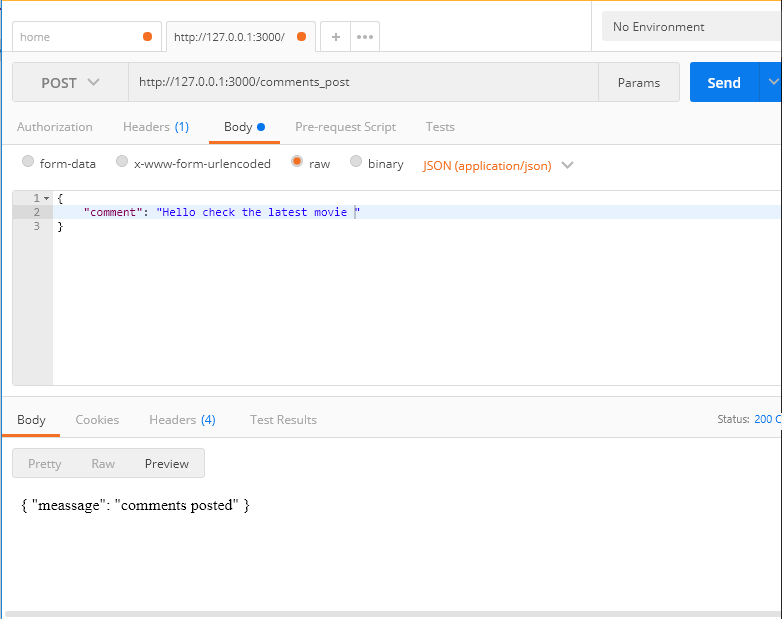 home http://127.0.0.1:3000/ + ••• No Environment
POST http://127.0.0.1:3000/comments_post Params Send
Authorization Headers (1) Body Pre-request Script Tests
form-data x-www-form-urlencoded raw binary JSON (application/json)
1 {
2 "comment": "Hello check the latest movie "
3 }
Body Cookies Headers (4) Test Results Status: 200
Pretty Raw Preview
{ "meassage": "comments posted" }